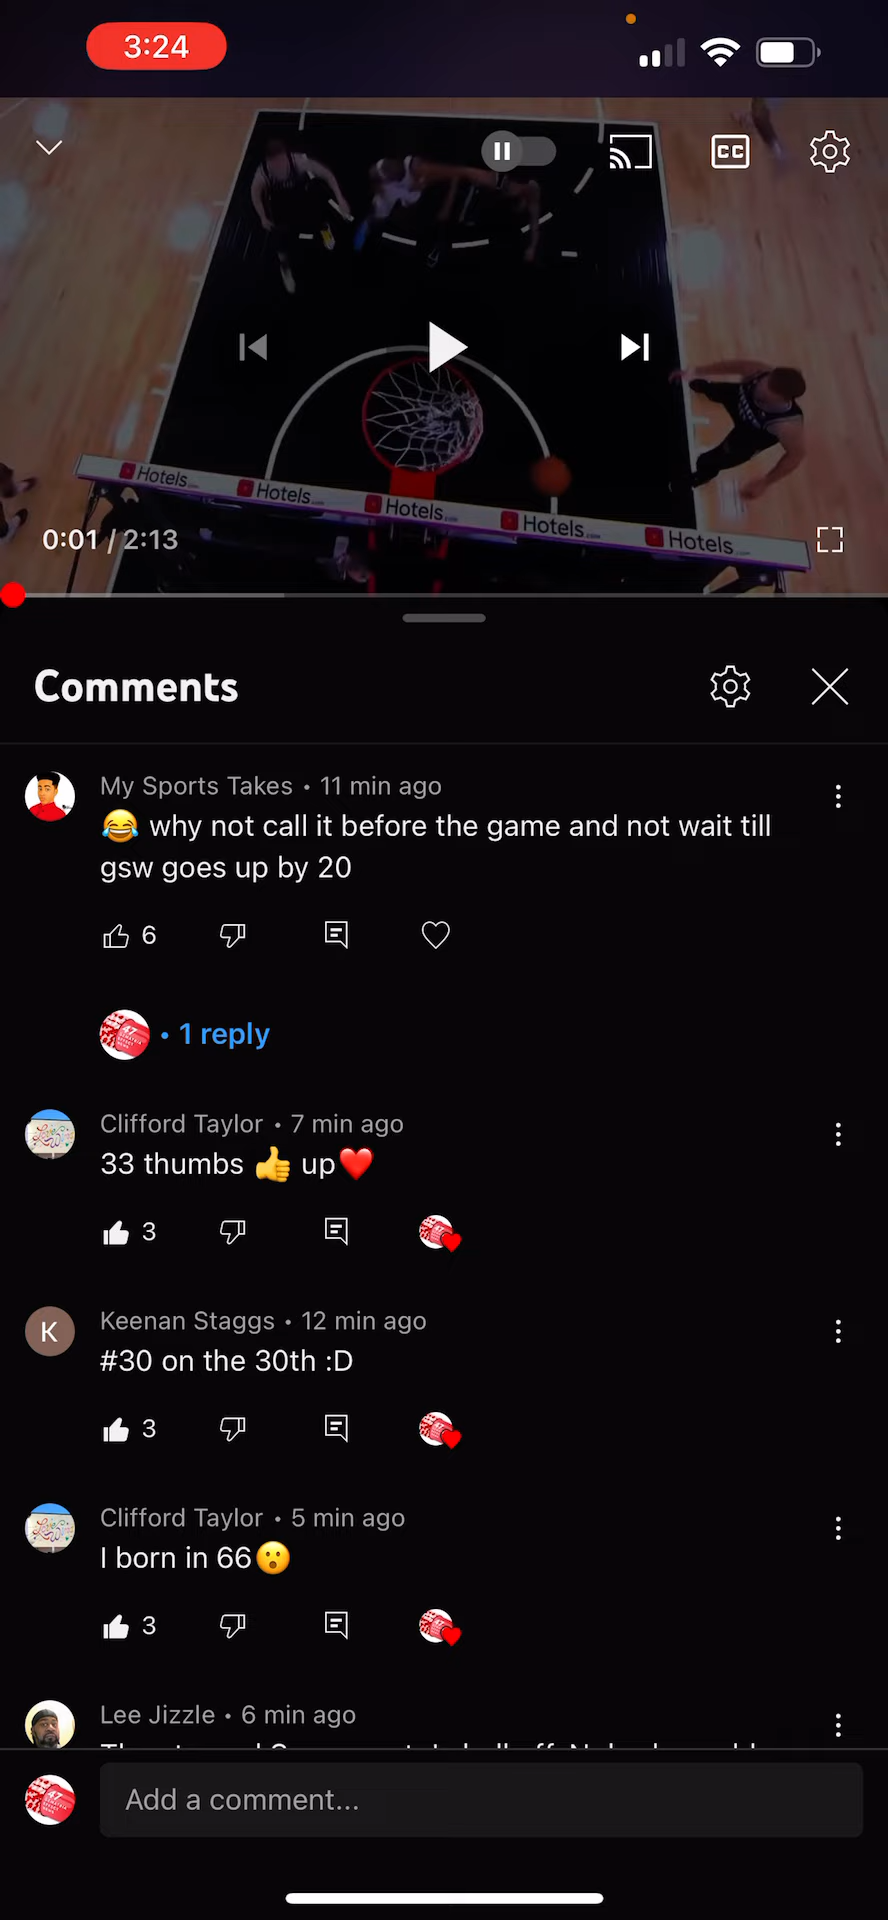 3:24
CC
Hotels
Hotels
Hotels
Hotels
Hotels
0:01 / 2:13
Comments
My Sports Takes • 11 min ago
😂 why not call it before the game and not wait till
gsw goes up by 20
6
47
• 1 reply
Clifford Taylor • 7 min ago
33 thumbs 👍 up❤️
3
K
Keenan Staggs • 12 min ago
#30 on the 30th :D
3
Clifford Taylor • 5 min ago
I born in 66😮
3
Lee Jizzle • 6 min ago
47
Add a comment...